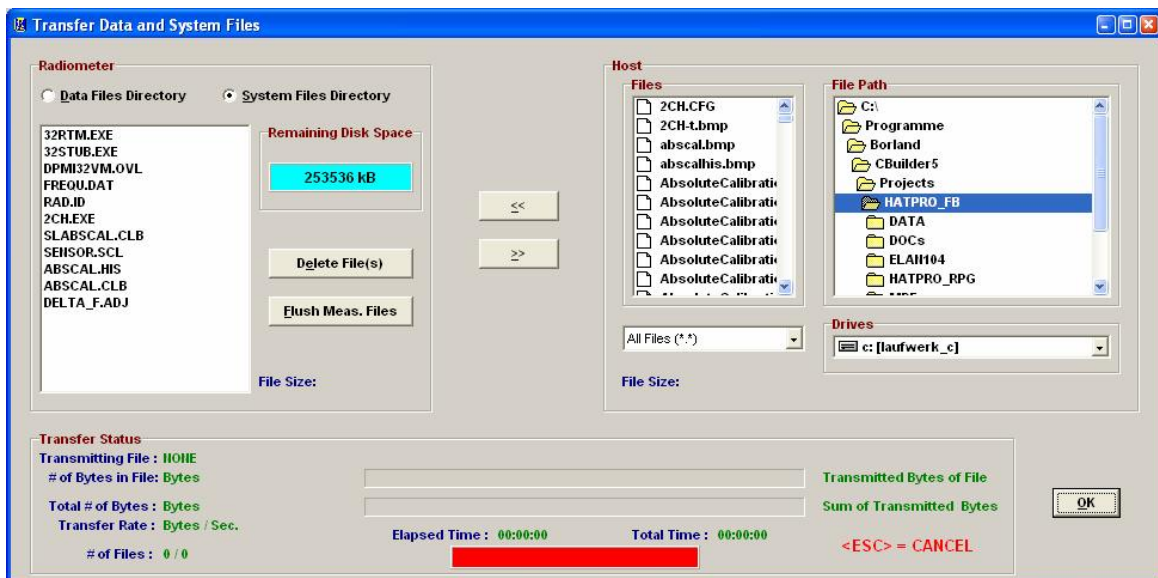 Transfer Data and System Files
Radiometer
Data Files Directory
System Files Directory
32RTM.EXE
32STUB.EXE
DPMI32VM.OVL
FREQU.DAT
RAD.ID
2CH.EXE
SLABSCAL.CLB
SENSOR.SCL
ABSCAL.HIS
ABSCAL.CLB
DELTA_F.ADJ
Remaining Disk Space
253536 kB
Delete File(s)
Flush Meas. Files
File Size:
<<
>>
Host
Files
2CH.CFG
2CH-t.bmp
abscal.bmp
abscalhis.bmp
AbsoluteCalibratio
AbsoluteCalibratio
AbsoluteCalibratio
AbsoluteCalibratio
AbsoluteCalibratio
AbsoluteCalibratio
All Files (*.*)
File Size:
File Path
C:\
Programme
Borland
CBuilder5
Projects
HATPRO_FB
DATA
DOCs
ELAN104
HATPRO_RPG
Drives
c: [laufwerk_c]
Transfer Status
Transmitting File : NONE
# of Bytes in File: Bytes
Transmitted Bytes of File
Total # of Bytes : Bytes
Sum of Transmitted Bytes
Transfer Rate : Bytes / Sec.
Elapsed Time : 00:00:00
Total Time : 00:00:00
# of Files : 0 / 0
<ESC> = CANCEL
OK